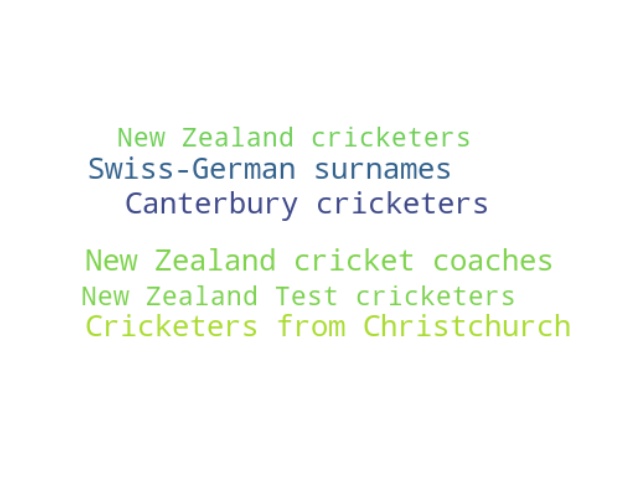 New Zealand cricketers
Swiss-German surnames
Canterbury cricketers
New Zealand cricket coaches
New Zealand Test cricketers
Cricketers from Christchurch